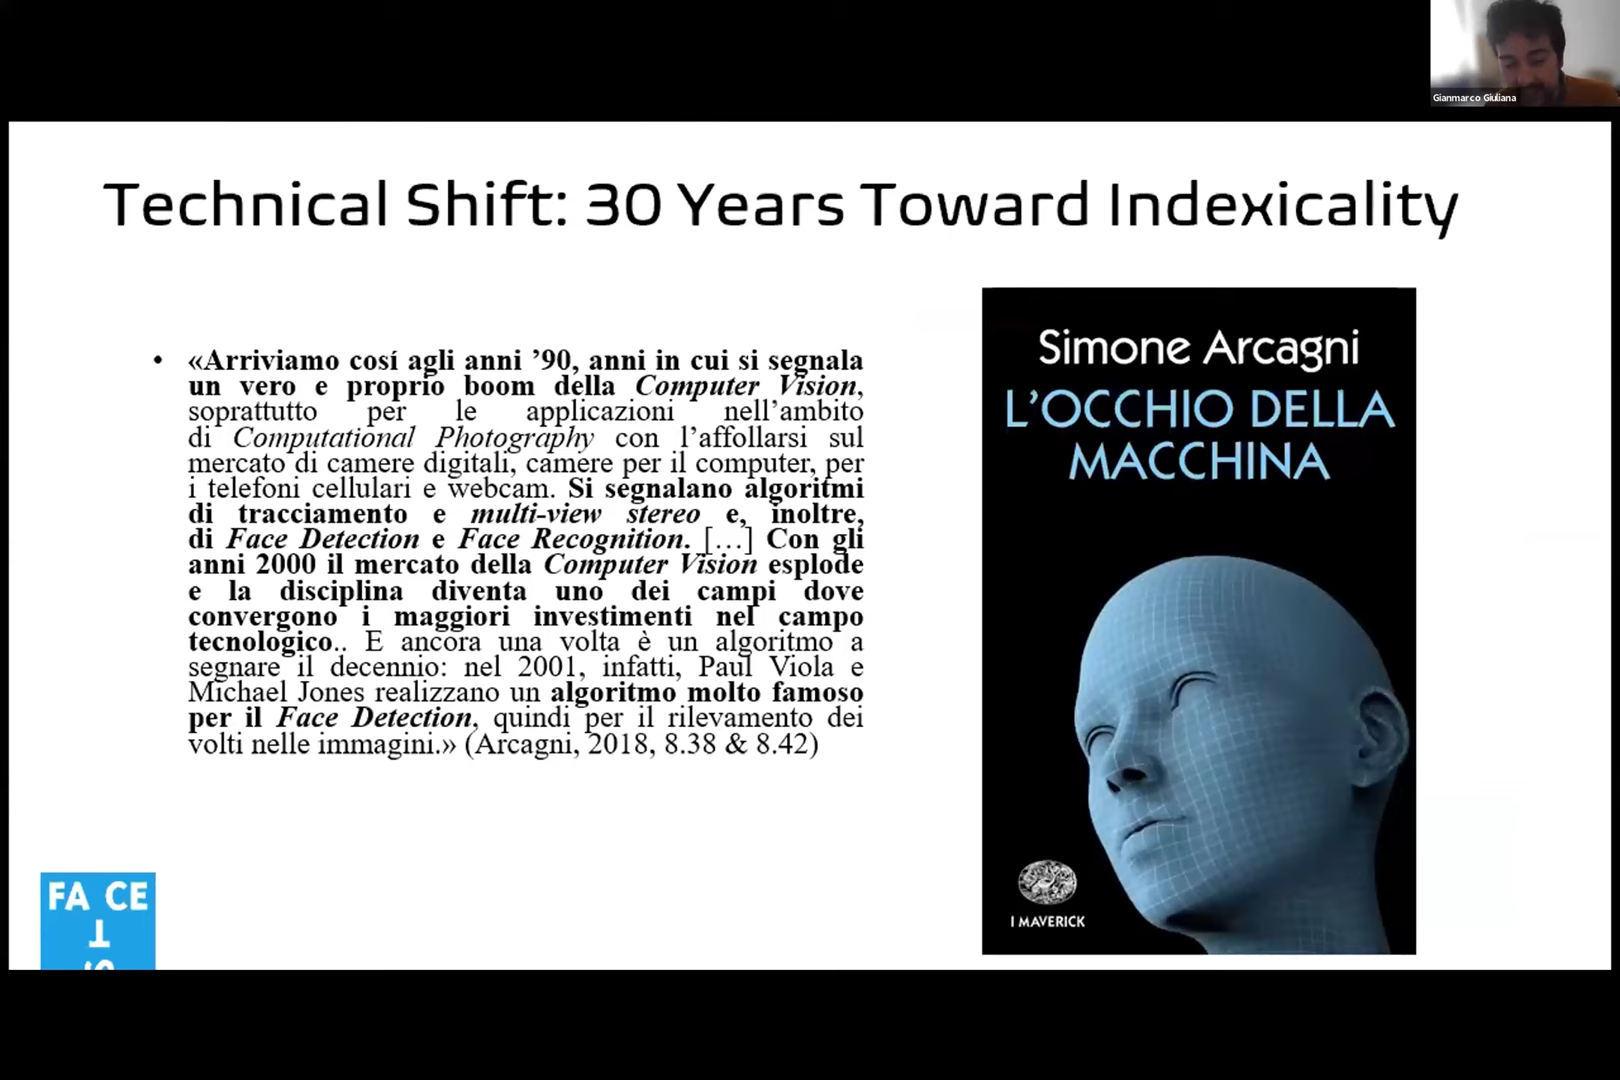 Gianmarco Giuliana
Technical Shift: 30 Years Toward Indexicality
• «Arriviamo cosí agli anni ’90, anni in cui si segnala
un vero e proprio boom della Computer Vision,
soprattutto per le applicazioni nell’ambito
di Computational Photography con l’affollarsi sul
mercato di camere digitali, camere per il computer, per
i telefoni cellulari e webcam. Si segnalano algoritmi
di tracciamento e multi-view stereo e, inoltre,
di Face Detection e Face Recognition. […] Con gli
anni 2000 il mercato della Computer Vision esplode
e la disciplina diventa uno dei campi dove
convergono i maggiori investimenti nel campo
tecnologico.. E ancora una volta è un algoritmo a
segnare il decennio: nel 2001, infatti, Paul Viola e
Michael Jones realizzano un algoritmo molto famoso
per il Face Detection, quindi per il rilevamento dei
volti nelle immagini.» (Arcagni, 2018, 8.38 & 8.42)
Simone Arcagni
L’OCCHIO DELLA
MACCHINA
I MAVERICK
FA CE
T
S